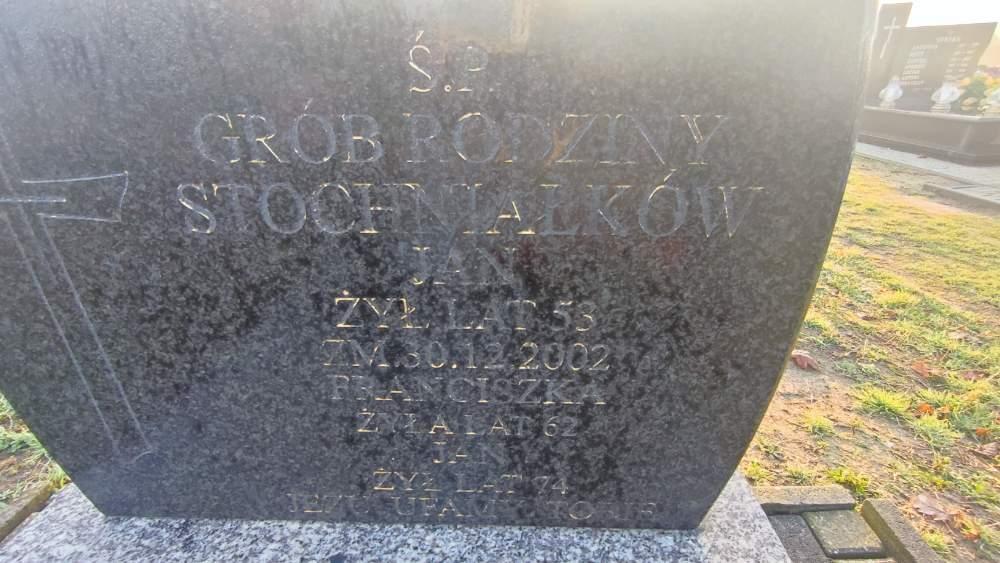 Ś.P.
GRÓB RODZINY
STOCHNIAŁKÓW
JAN
ŻYŁ LAT 53
ZM.30.12.2002
FRANCISZKA
ŻYŁA LAT 62
JAN
ŻYŁ LAT 74
JEZU UFAM TOBIE